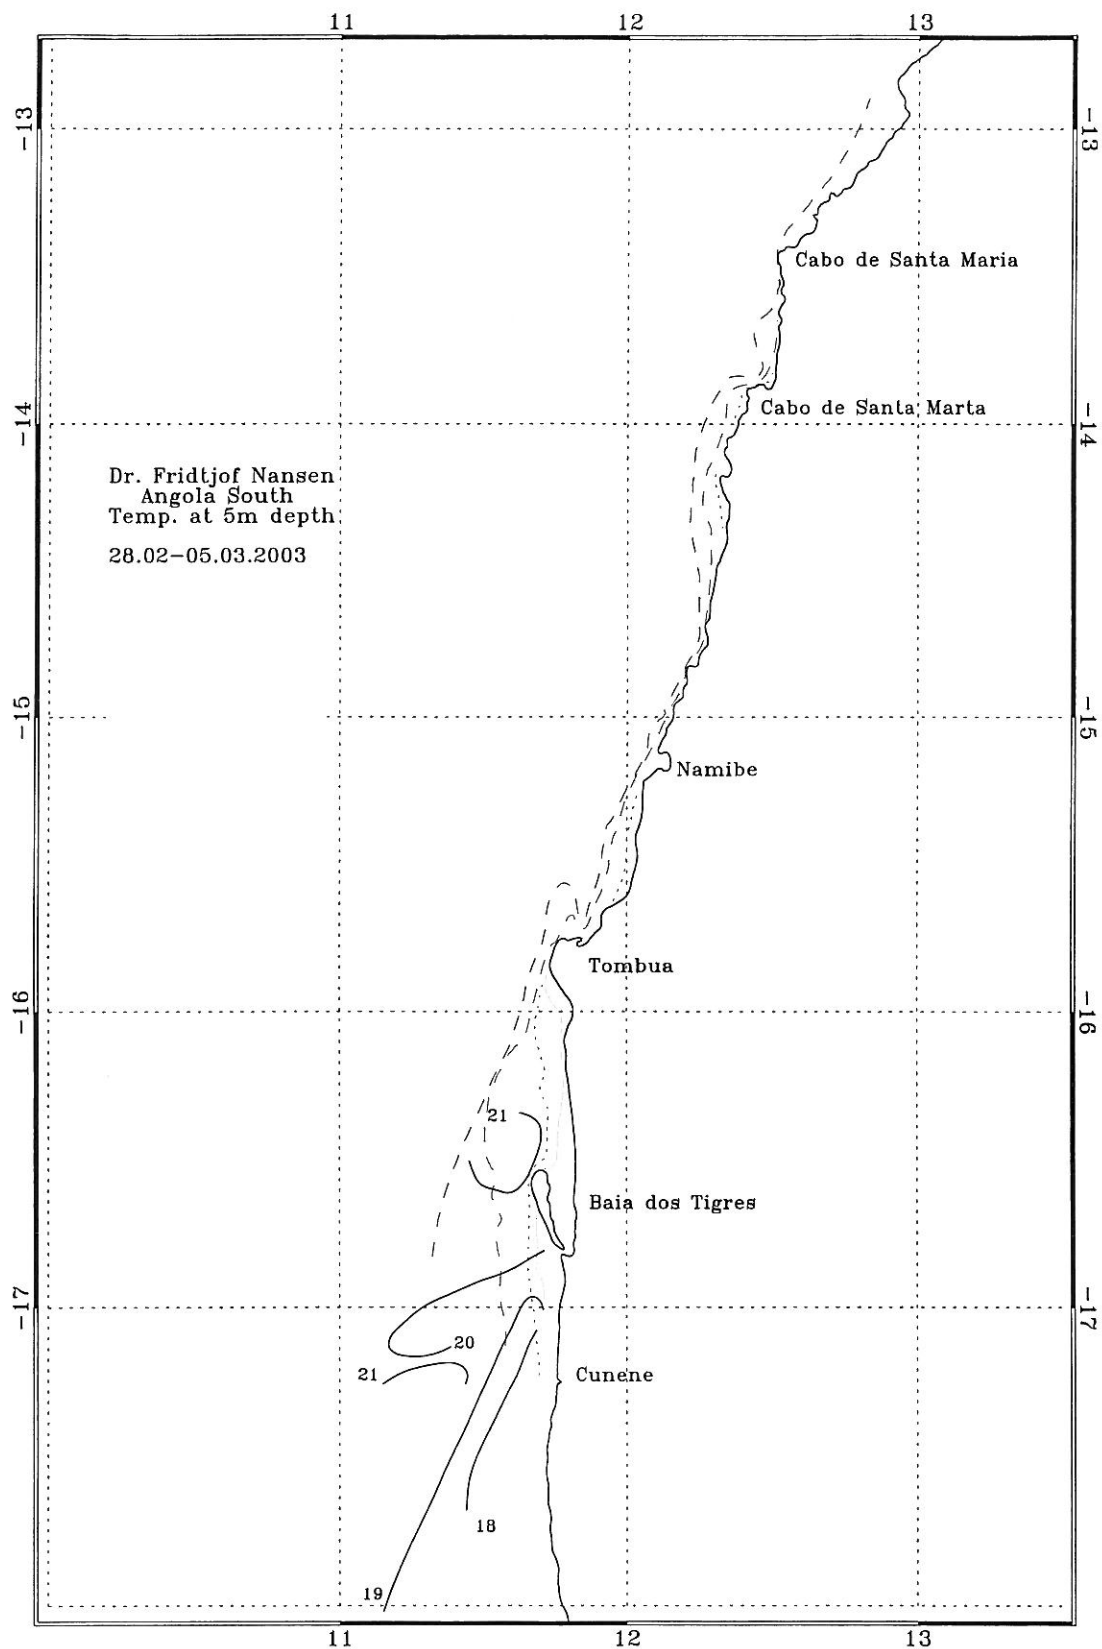 11 12 13
-13 -13
Cabo de Santa Maria
-14 Cabo de Santa Marta -14
Dr. Fridtjof Nansen
Angola South
Temp. at 5m depth
28.02-05.03.2003
-15 -15
Namibe
Tombua
-16 -16
21
Baia dos Tigres
-17 -17
20
21 Cunene
18
19
11 12 13